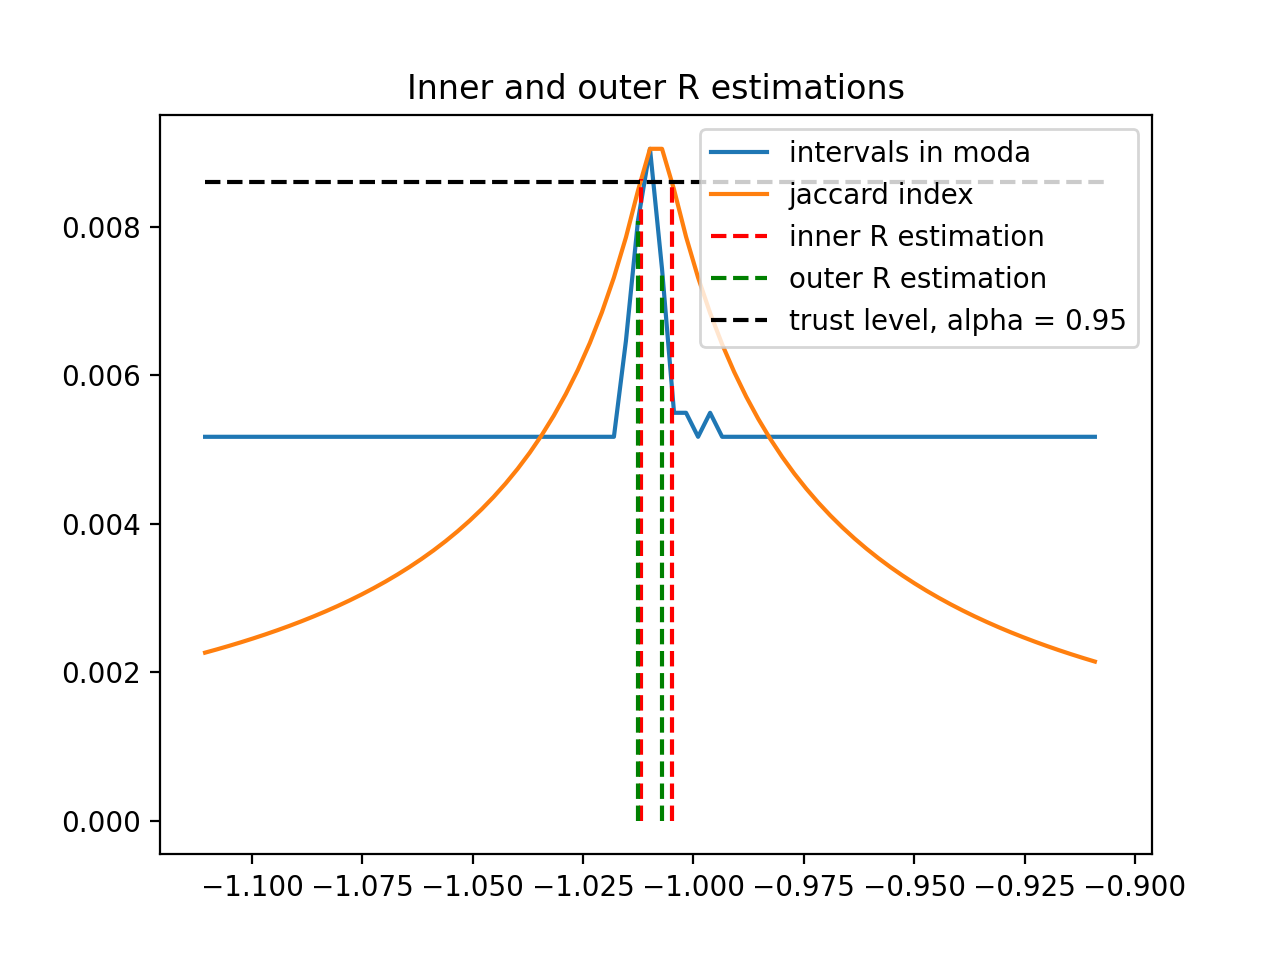 Inner and outer R estimations
intervals in moda
jaccard index
inner R estimation
outer R estimation
trust level, alpha = 0.95
0.008
0.006
0.004
0.002
0.000
−1.100 −1.075 −1.050 −1.025 −1.000 −0.975 −0.950 −0.925 −0.900